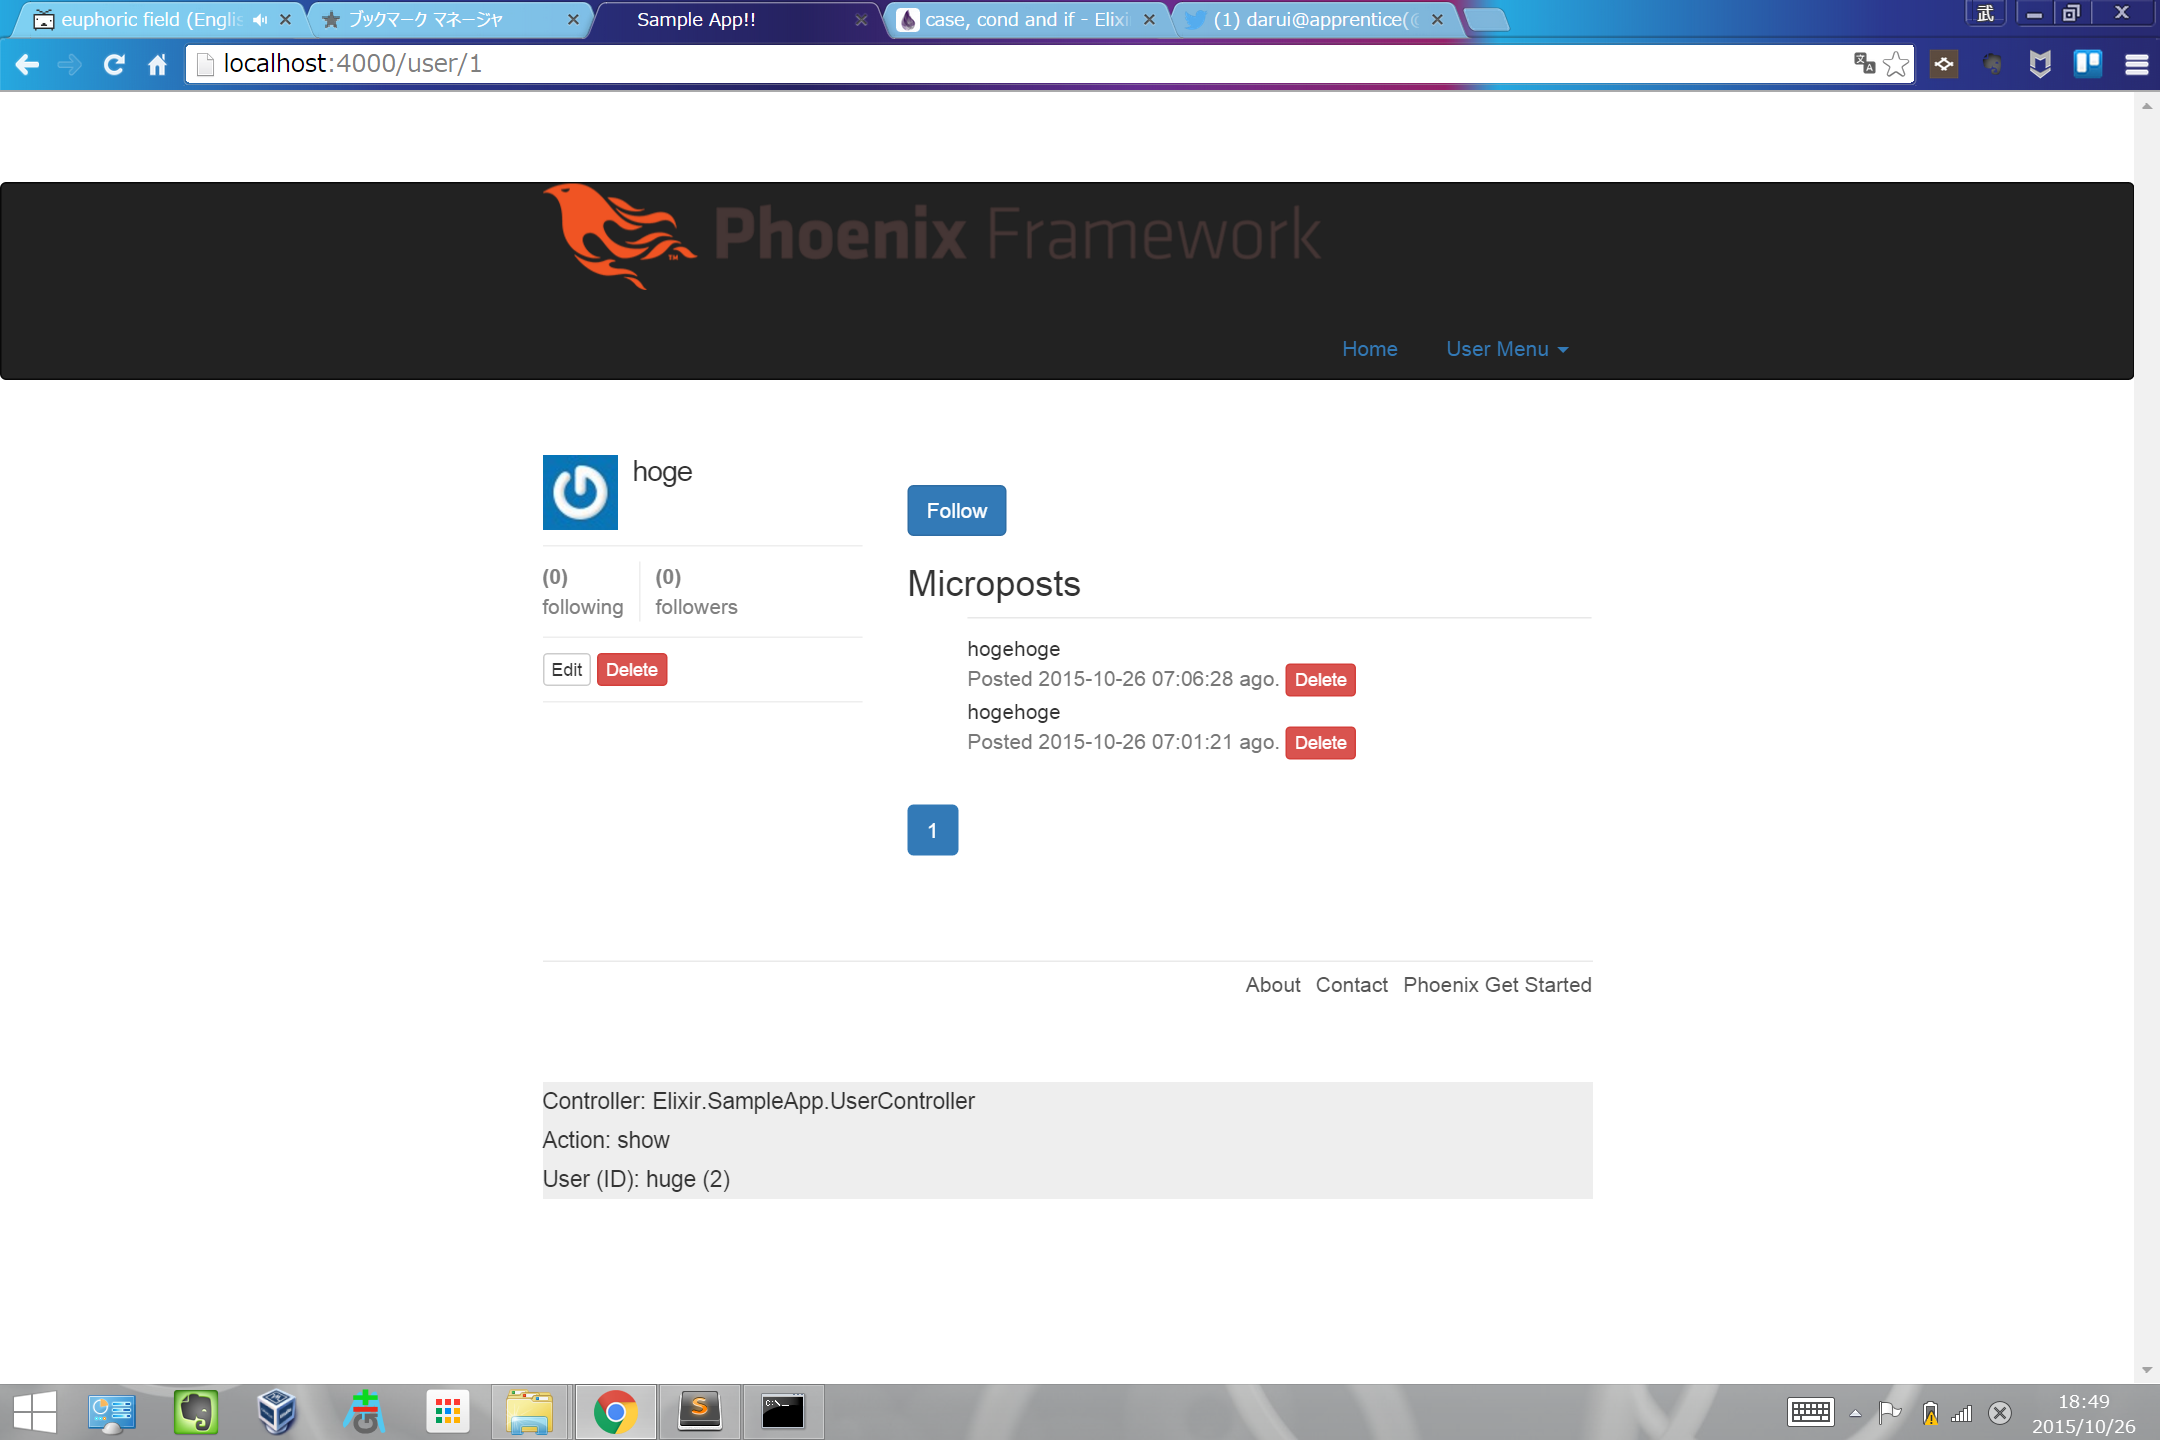 euphoric field (Englis
ブックマーク マネージャ
Sample App!!
case, cond and if - Elixi
(1) darui@apprentice(@
武
localhost:4000/user/1
Phoenix Framework
TM
Home
User Menu
hoge
Follow
(0)
following
(0)
followers
Edit
Delete
Microposts
hogehoge
Posted 2015-10-26 07:06:28 ago.
Delete
hogehoge
Posted 2015-10-26 07:01:21 ago.
Delete
1
About
Contact
Phoenix Get Started
Controller: Elixir.SampleApp.UserController
Action: show
User (ID): huge (2)
18:49
2015/10/26